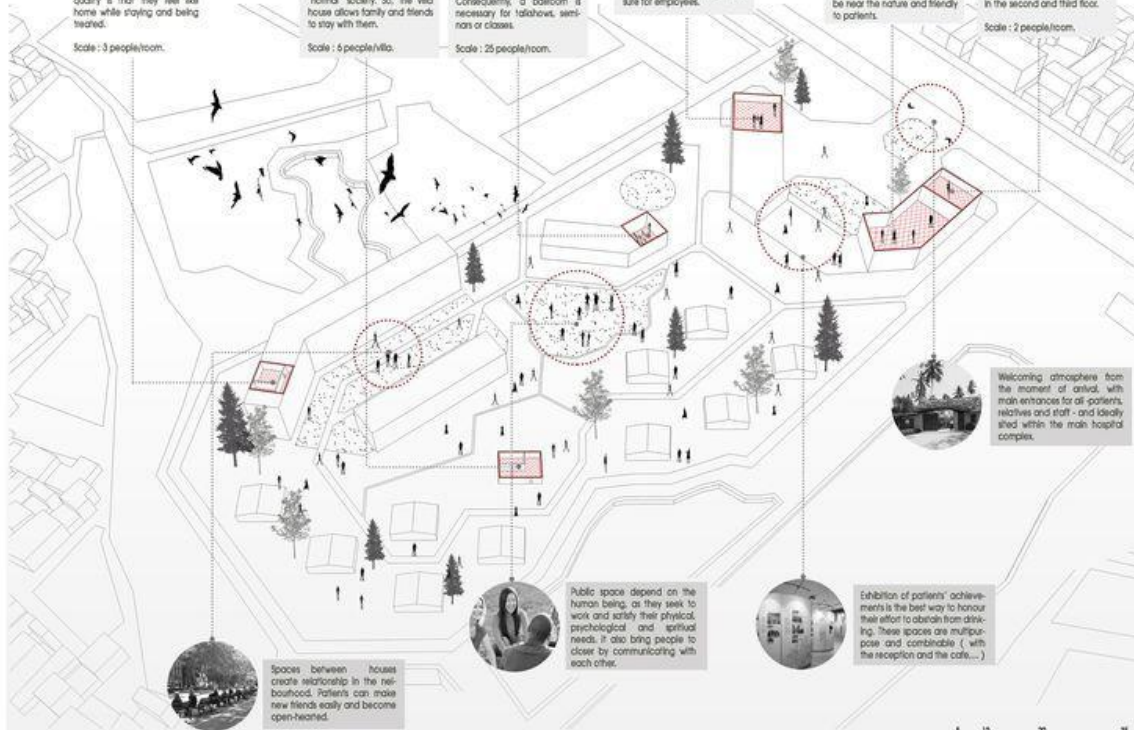 quality is that they feel like
home while staying and being
treated.
Scale : 3 people/room.
normal society. So, the villa
house allows family and friends
to stay with them.
Scale : 6 people/villa.
Consequently, a ballroom is
necessary for talkshows, semi-
nars or classes.
Scale : 25 people/room.
sure for employees.
be near the nature and friendly
to patients.
in the second and third floor.
Scale : 2 people/room.
Welcoming atmosphere from
the moment of arrival, with
main entrances for all -patients,
relatives and staff - and ideally
sited within the main hospital
complex.
Public space depend on the
human being, as they seek to
work and satisfy their physical,
psychological and spiritual
needs. It also bring people to
closer by communicating with
each other.
Exhibition of patients' achieve-
ments is the best way to honour
their effort to abstain from drink-
ing. These spaces are multipur-
pose and combinable ( with
the reception and the cafe,... )
Spaces between houses
create relationship in the nei-
bourhood. Patients can make
new friends easily and become
open-hearted.